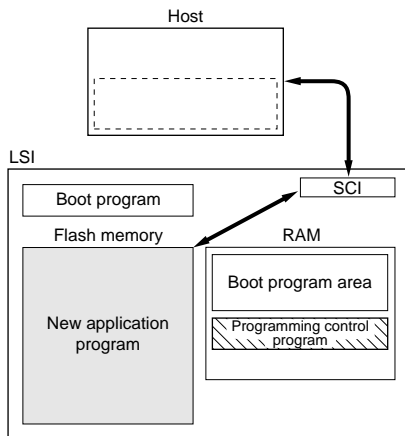 Host
LSI
SCI
Boot program
Flash memory
RAM
Boot program area
New application
program
Programming control
program